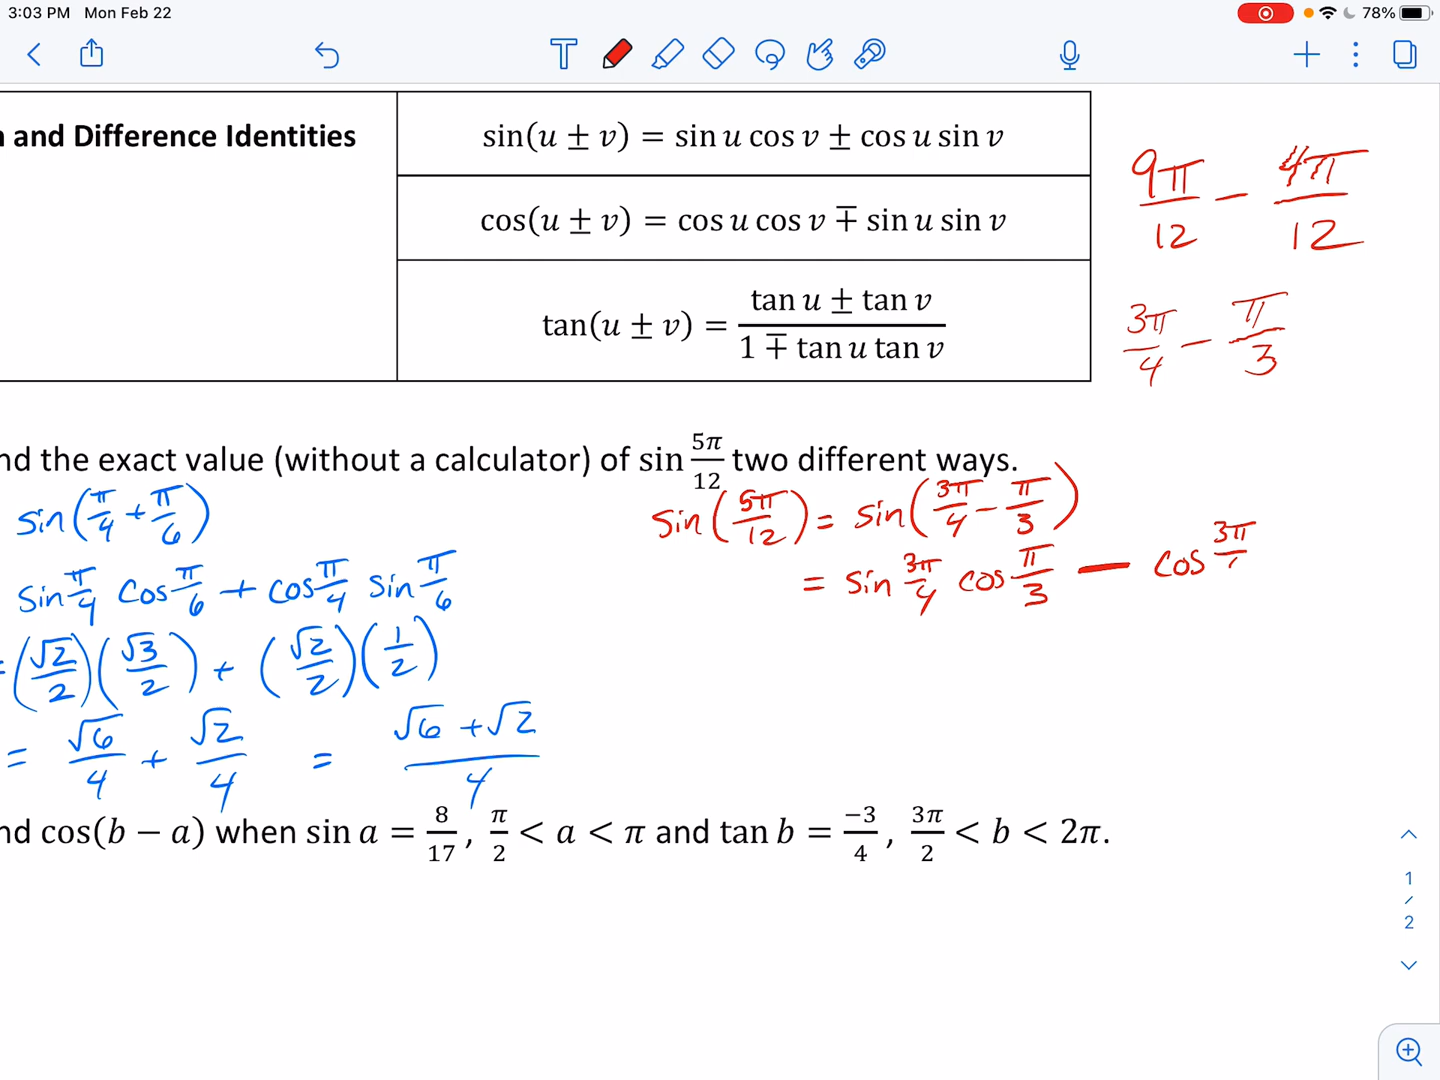 3:03 PM Mon Feb 22
78%
and Difference Identities
sin(u ± v) = sin u cos v ± cos u sin v
cos(u ± v) = cos u cos v ∓ sin u sin v
tan(u ± v) = (tan u ± tan v)/(1 ∓ tan u tan v)
9π/12 − 4π/12
3π/4 − π/3
the exact value (without a calculator) of sin 5π/12 two different ways.
sin(π/4 + π/6)
sin π/4 cos π/6 + cos π/4 sin π/6
= (√2/2)(√3/2) + (√2/2)(1/2)
= √6/4 + √2/4 = (√6 + √2)/4
sin(5π/12) = sin(3π/4 − π/3)
= sin 3π/4 cos π/3 − cos 3π/
cos(b − a) when sin a = 8/17, π/2 < a < π and tan b = −3/4, 3π/2 < b < 2π.
1
/
2